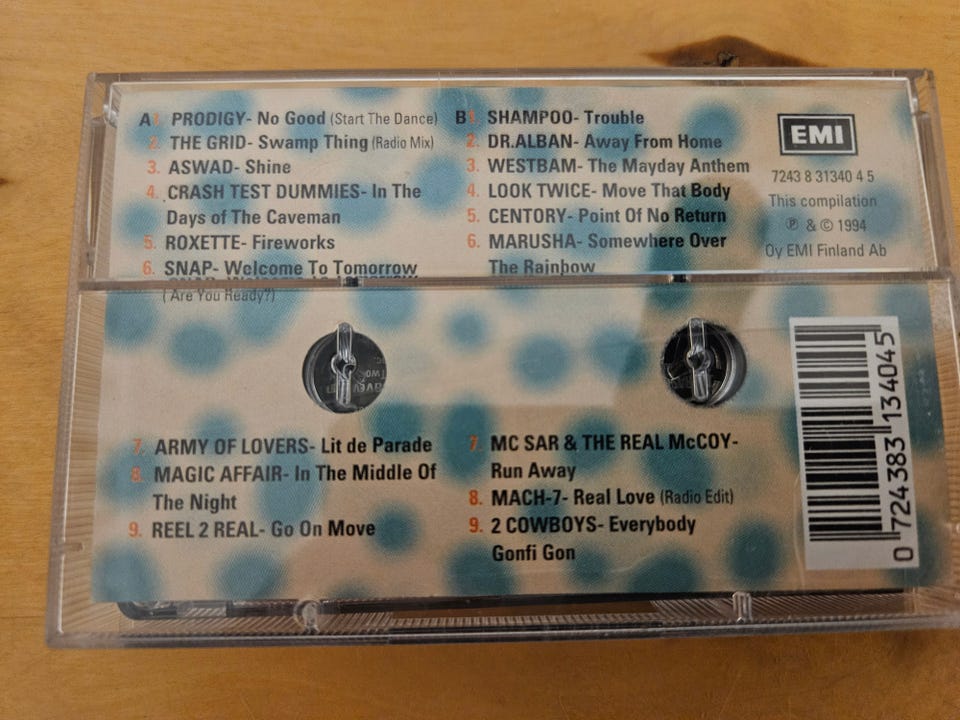 A1. PRODIGY- No Good (Start The Dance)
2. THE GRID- Swamp Thing (Radio Mix)
3. ASWAD- Shine
4. CRASH TEST DUMMIES- In The
Days of The Caveman
5. ROXETTE- Fireworks
6. SNAP- Welcome To Tomorrow
( Are You Ready?)
7. ARMY OF LOVERS- Lit de Parade
8. MAGIC AFFAIR- In The Middle Of
The Night
9. REEL 2 REAL- Go On Move
B1. SHAMPOO- Trouble
2. DR.ALBAN- Away From Home
3. WESTBAM- The Mayday Anthem
4. LOOK TWICE- Move That Body
5. CENTORY- Point Of No Return
6. MARUSHA- Somewhere Over
The Rainbow
7. MC SAR & THE REAL McCOY-
Run Away
8. MACH-7- Real Love (Radio Edit)
9. 2 COWBOYS- Everybody
Gonfi Gon
EMI
7243 8 31340 4 5
This compilation
℗ & © 1994
Oy EMI Finland Ab
0 724383 134045